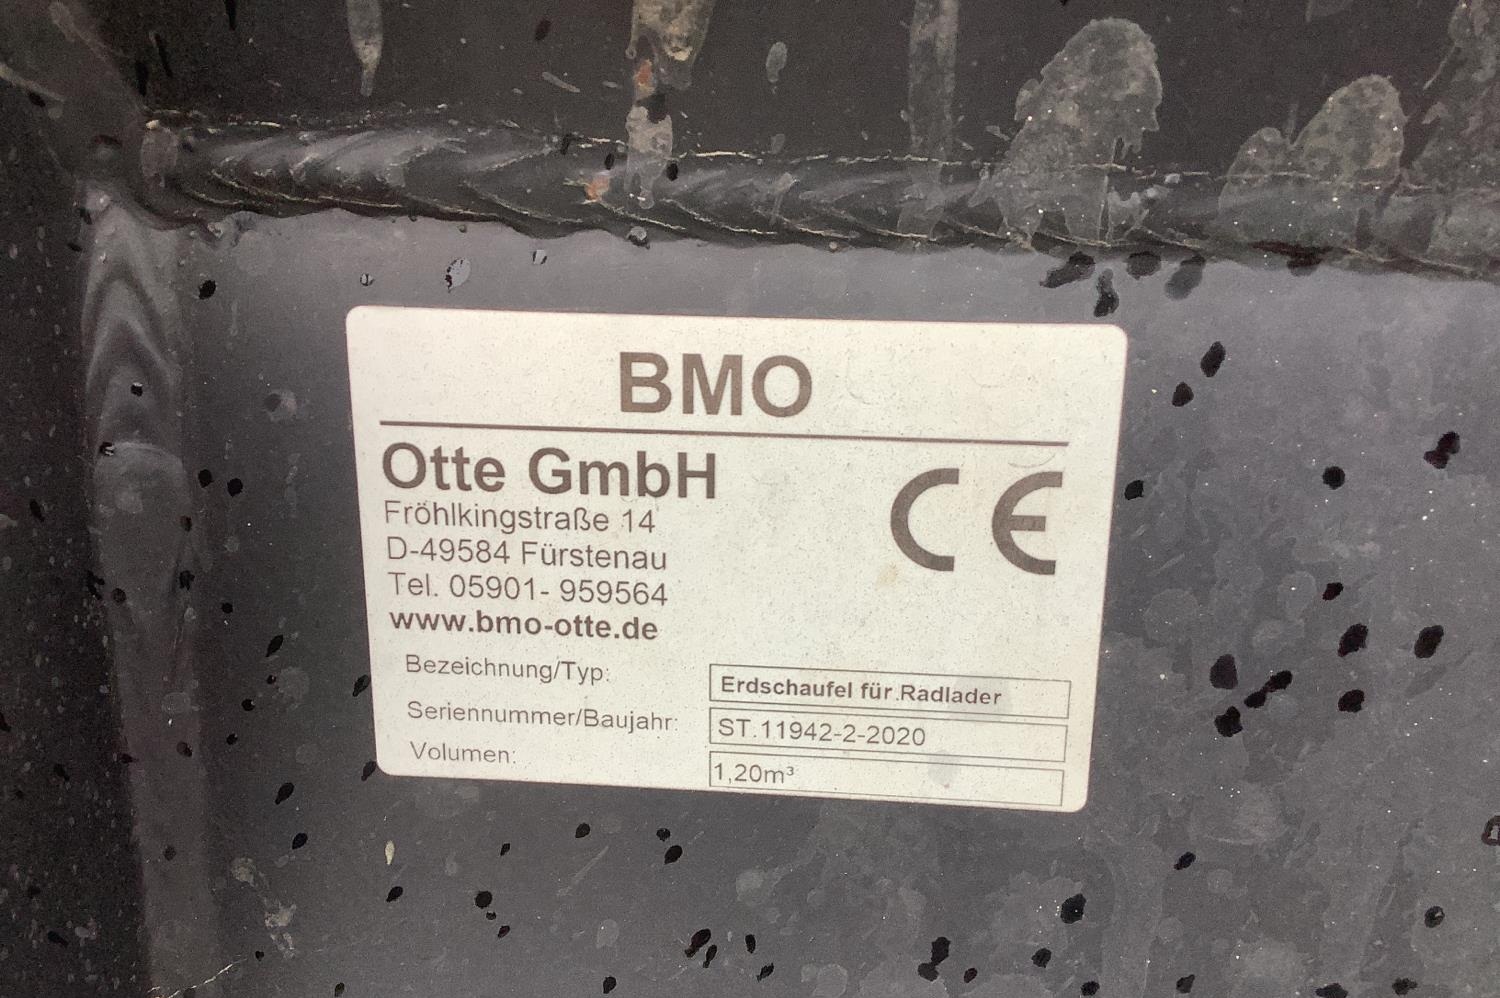 BMO
Otte GmbH
Fröhlkingstraße 14
D-49584 Fürstenau
Tel. 05901- 959564
www.bmo-otte.de
CE
Bezeichnung/Typ: Erdschaufel für Radlader
Seriennummer/Baujahr: ST.11942-2-2020
Volumen: 1,20m³